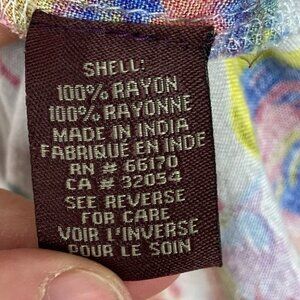 SHELL:
100% RAYON
100% RAYONNE
MADE IN INDIA
FABRIQUÉ EN INDE
RN # 66170
CA # 32054
SEE REVERSE
FOR CARE
VOIR L'INVERSE
POUR LE SOIN